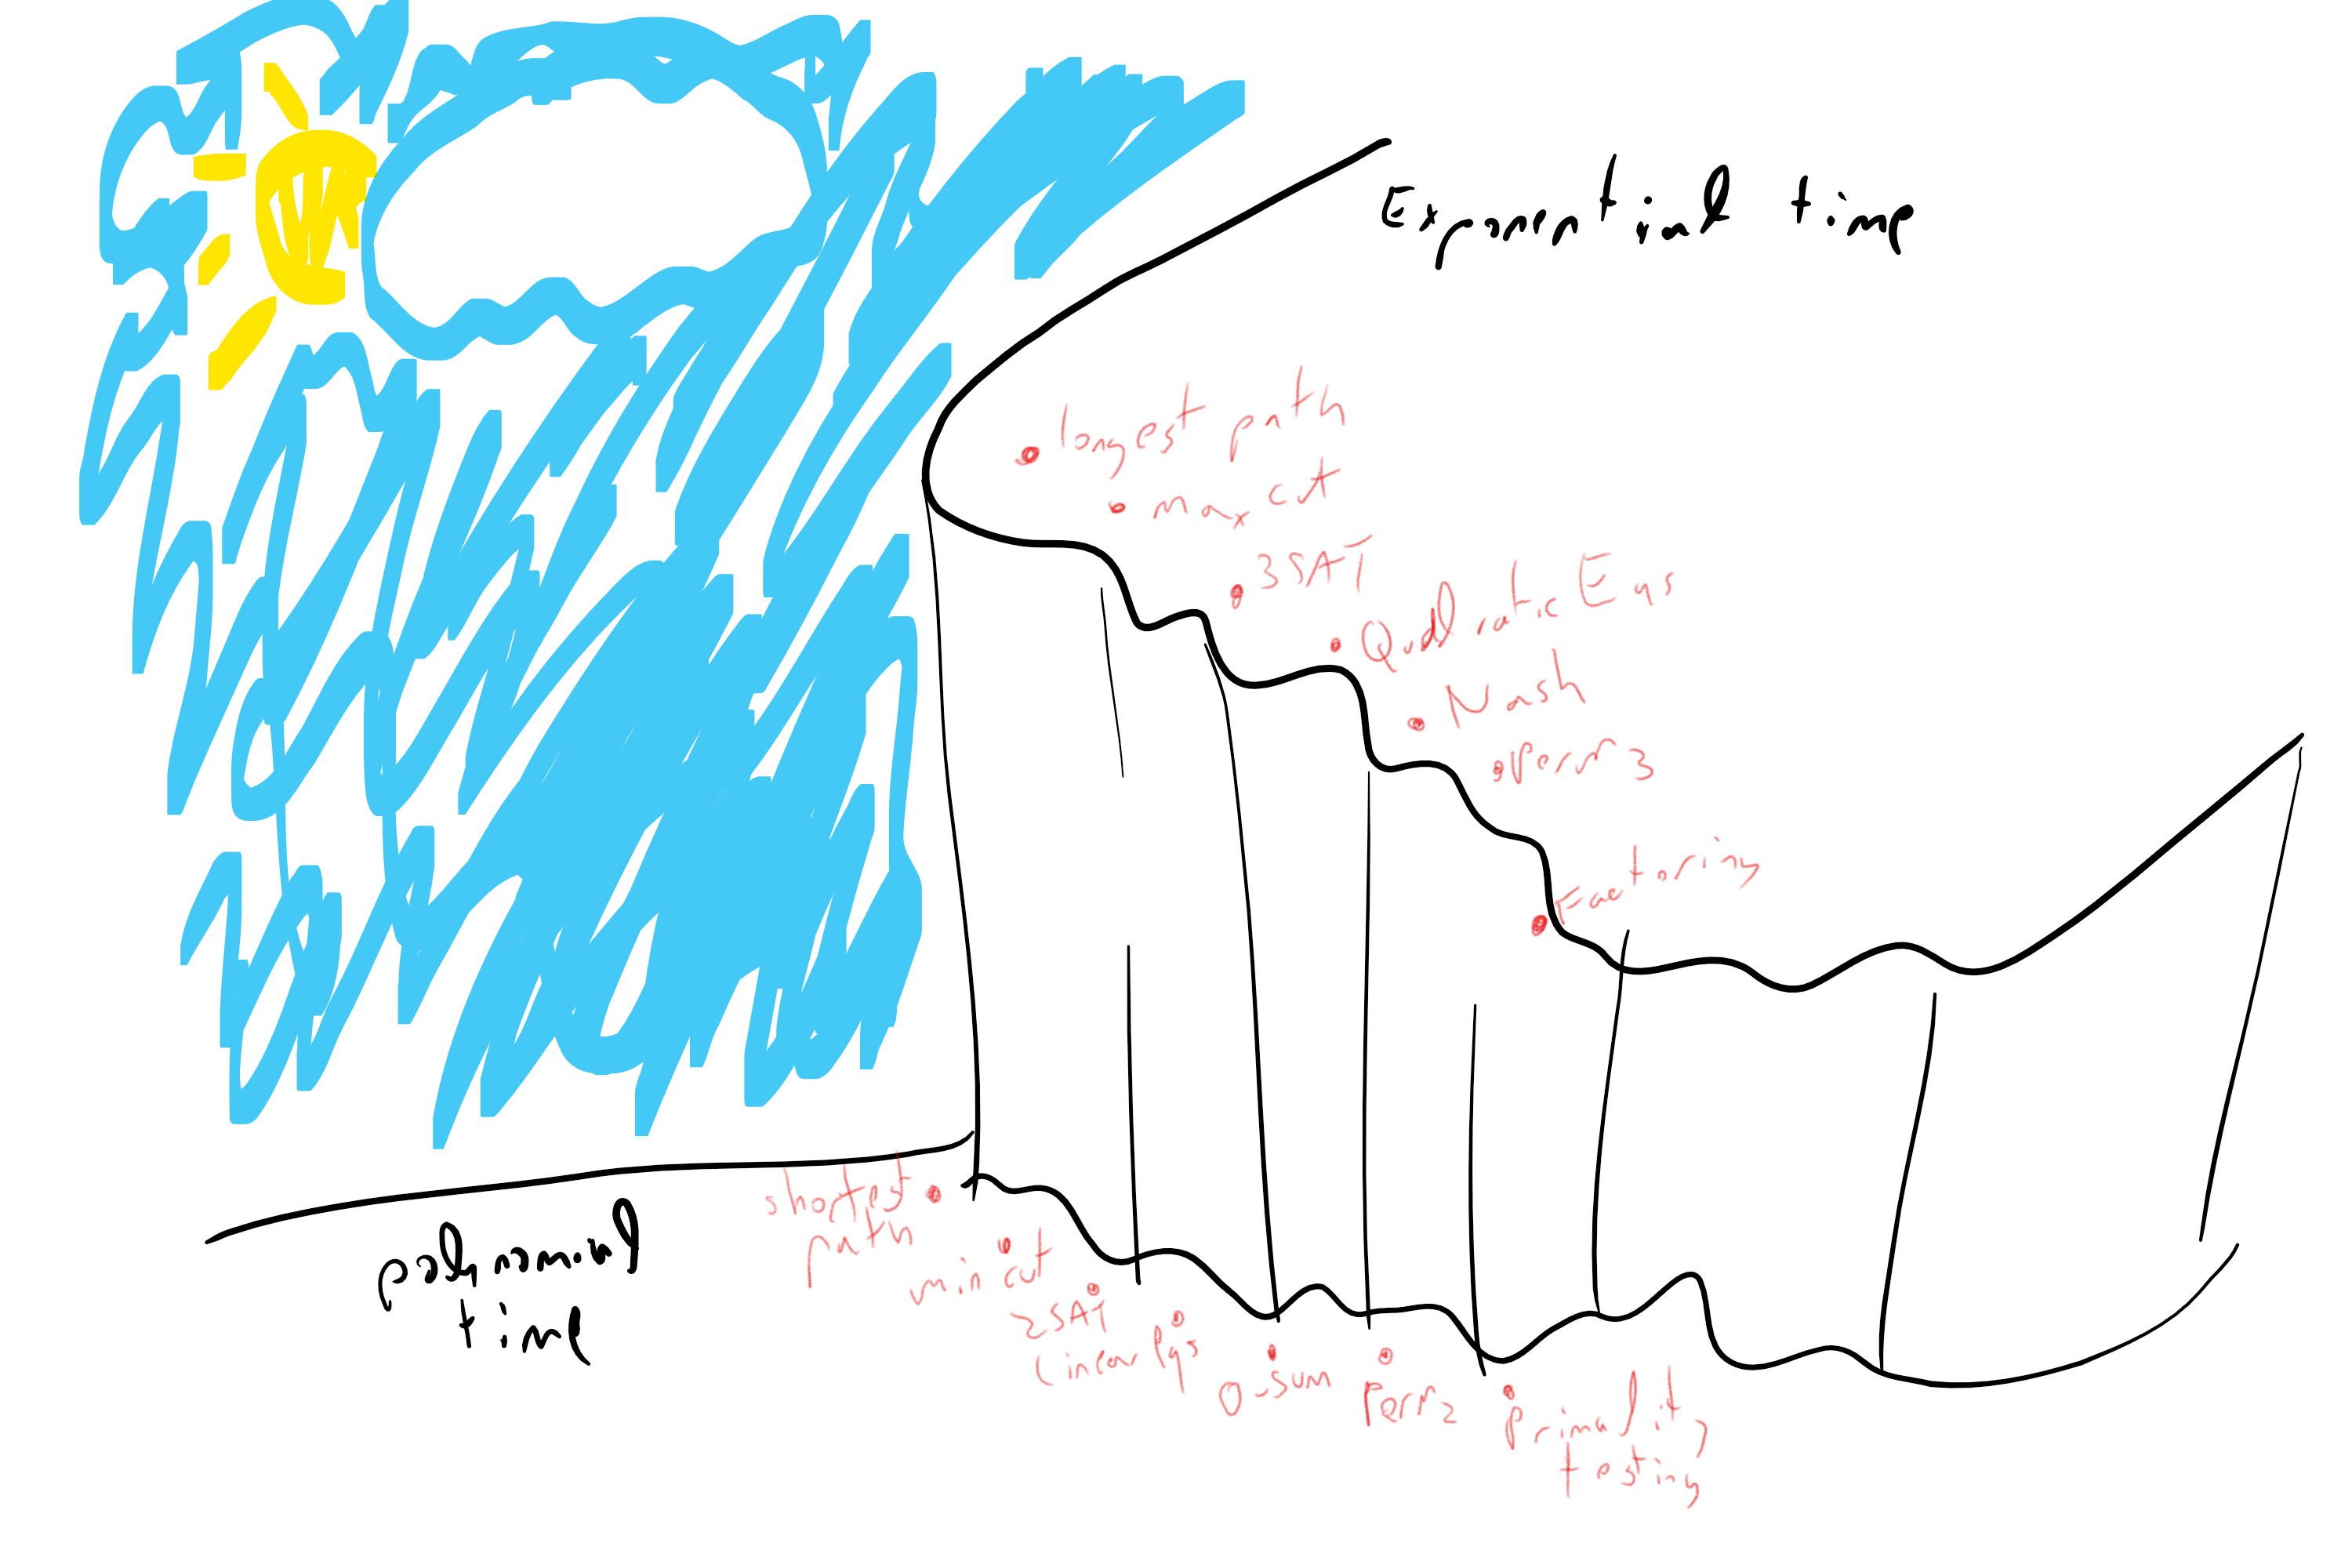 Exponential time
longest path
max cut
3SAT
Quadratic Eqs
Nash
Perm 3
Factoring
polynomial
time
shortest
path
min cut
2SAT
linear Eqs
0-sum
Perm 2
Primality
testing